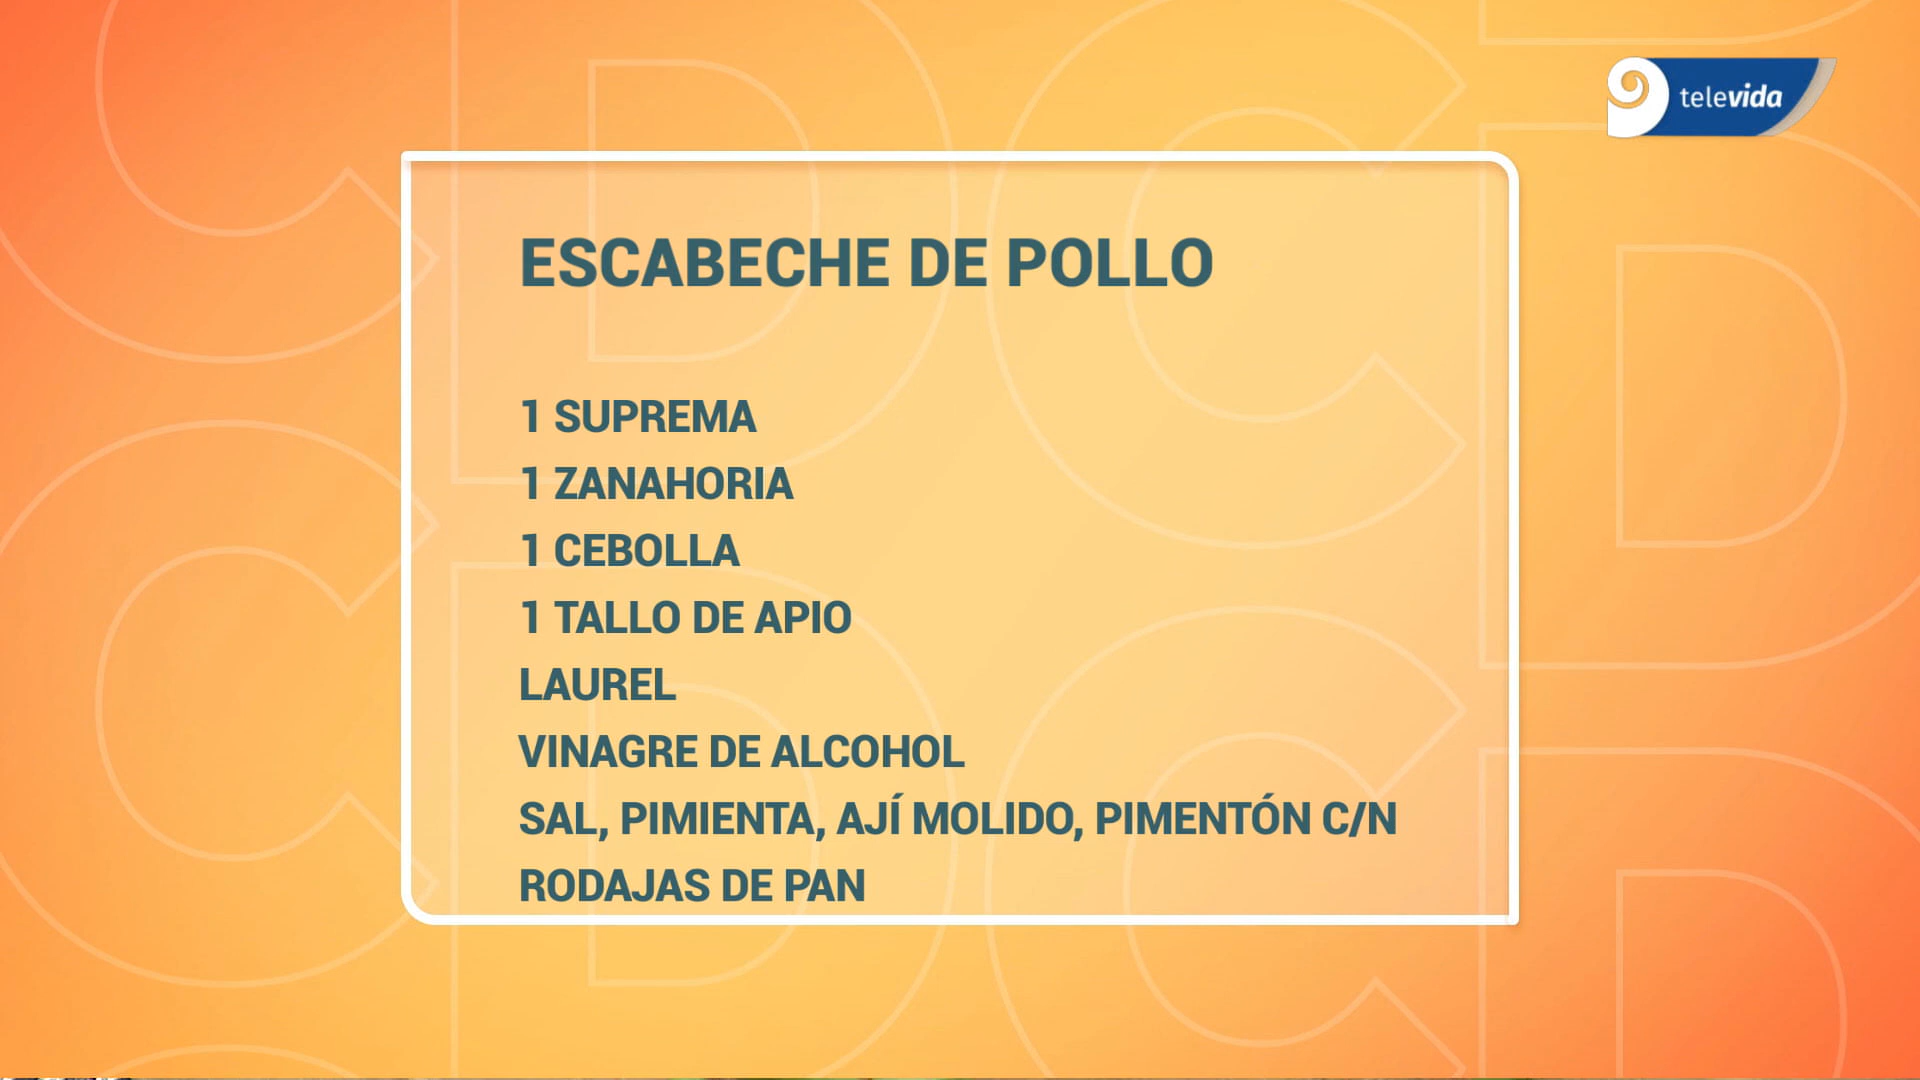 televida
ESCABECHE DE POLLO
1 SUPREMA
1 ZANAHORIA
1 CEBOLLA
1 TALLO DE APIO
LAUREL
VINAGRE DE ALCOHOL
SAL, PIMIENTA, AJÍ MOLIDO, PIMENTÓN C/N
RODAJAS DE PAN